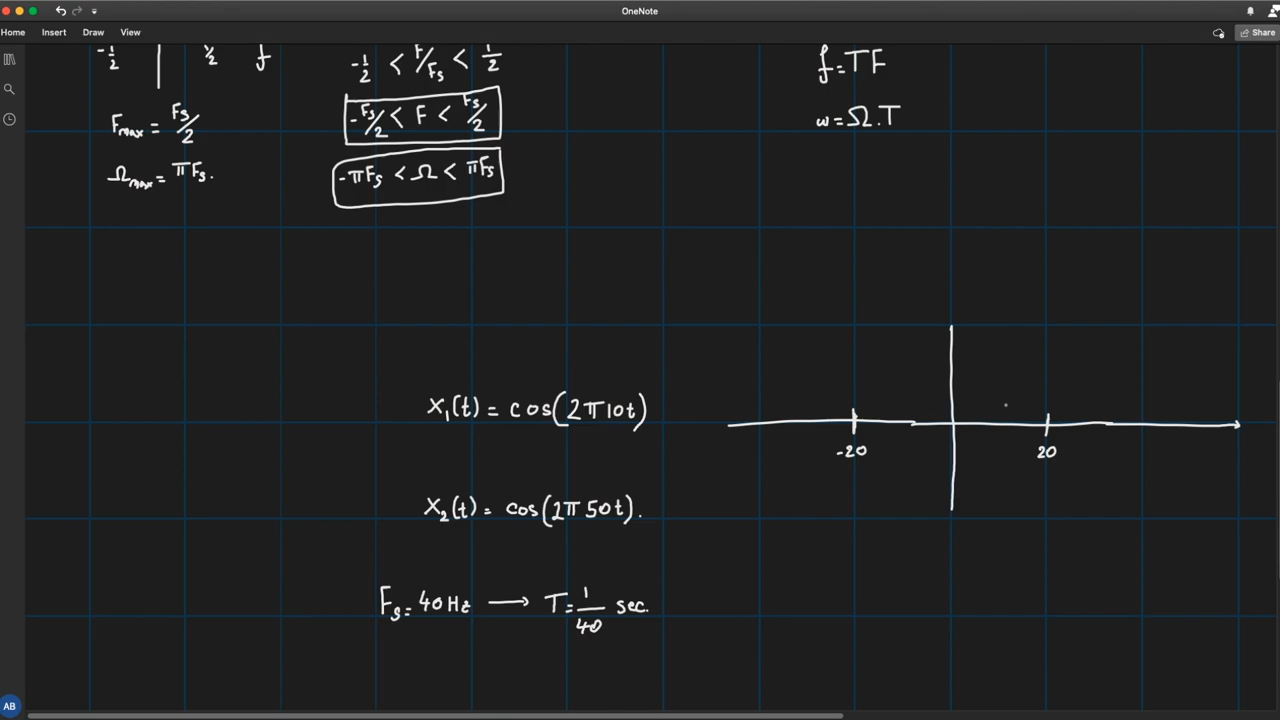 OneNote
Home Insert Draw View
Share
-1/2 1/2 f
-1/2 < F/Fs < 1/2
f = TF
Fmax = Fs/2
-Fs/2 < F < Fs/2
ω = Ω.T
Ωmax = πFs.
-πFs < Ω < πFs
x₁(t) = cos(2π10t)
-20 20
x₂(t) = cos(2π50t).
Fs = 40Hz → T = 1/40 sec.
AB